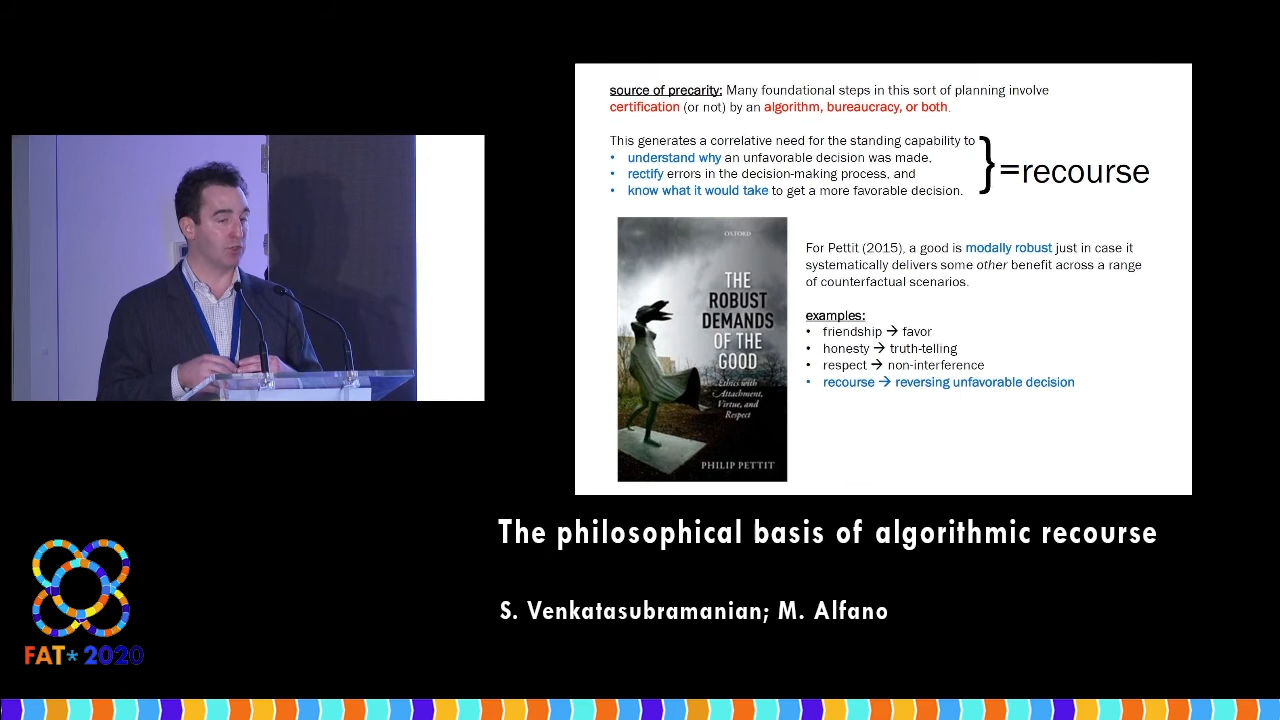 source of precarity: Many foundational steps in this sort of planning involve
certification (or not) by an algorithm, bureaucracy, or both.
This generates a correlative need for the standing capability to
• understand why an unfavorable decision was made,
• rectify errors in the decision-making process, and
• know what it would take to get a more favorable decision.
} =recourse
OXFORD
THE
ROBUST
DEMANDS
OF THE
GOOD
Ethics with
Attachment,
Virtue, and
Respect
PHILIP PETTIT
For Pettit (2015), a good is modally robust just in case it
systematically delivers some other benefit across a range
of counterfactual scenarios.
examples:
• friendship → favor
• honesty → truth-telling
• respect → non-interference
• recourse → reversing unfavorable decision
The philosophical basis of algorithmic recourse
S. Venkatasubramanian; M. Alfano
FAT* 2020